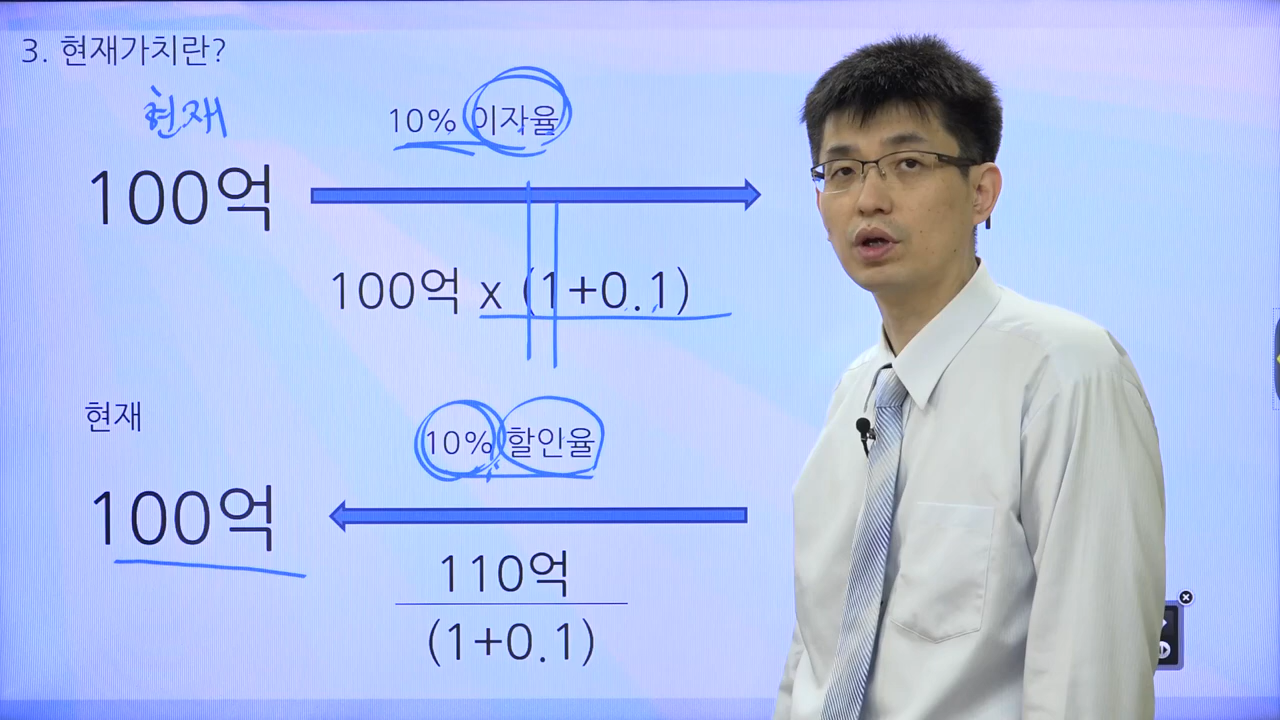 3. 현재가치란?
현재
10% 이자율
100억
100억 x (1+0.1)
현재
10% 할인율
100억
110억
(1+0.1)